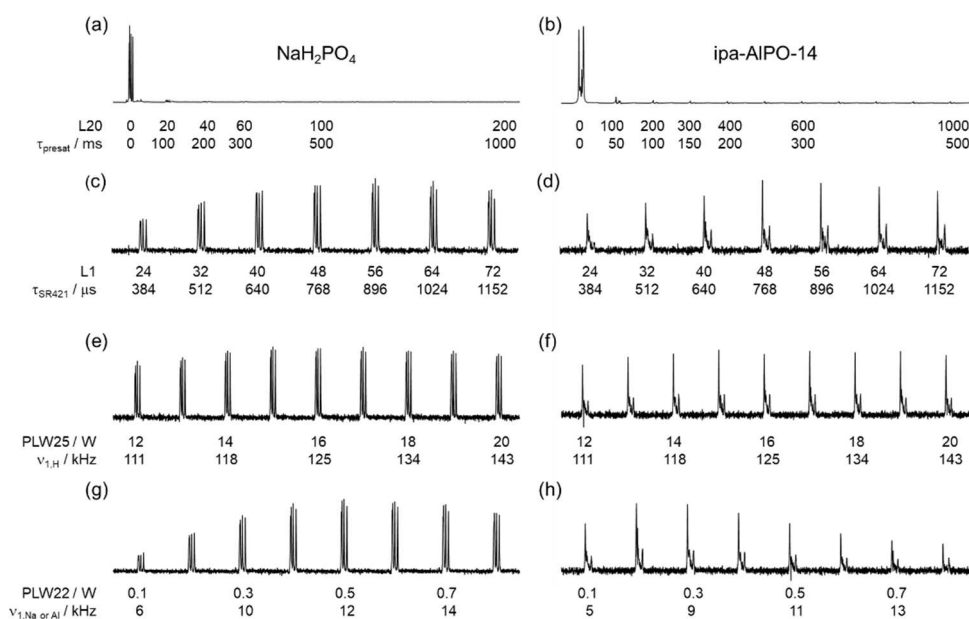 (a) (b)
NaH₂PO₄ ipa-AlPO-14
L20 0 20 40 60 100 200 0 100 200 300 400 600 1000
τpresat / ms 0 100 200 300 500 1000 0 50 100 150 200 300 500
(c) (d)
L1 24 32 40 48 56 64 72 24 32 40 48 56 64 72
τSR421 / μs 384 512 640 768 896 1024 1152 384 512 640 768 896 1024 1152
(e) (f)
PLW25 / W 12 14 16 18 20 12 14 16 18 20
ν1,H / kHz 111 118 125 134 143 111 118 125 134 143
(g) (h)
PLW22 / W 0.1 0.3 0.5 0.7 0.1 0.3 0.5 0.7
ν1,Na or Al / kHz 6 10 12 14 5 9 11 13